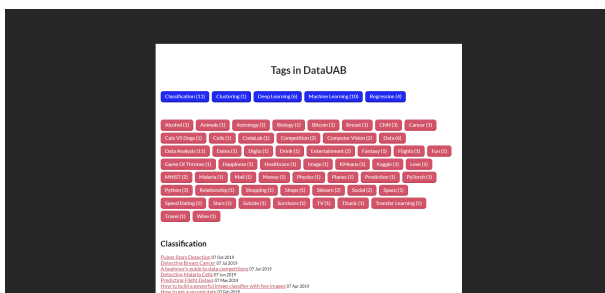 Tags in DataUAB
Classification (11) Clustering (1) Deep Learning (6) Machine Learning (10) Regression (4)
Alcohol (1) Animals (1) Astrology (1) Biology (1) Bitcoin (1) Breast (1) CNN (3) Cancer (1)
Cats VS Dogs (1) Cells (1) CodaLab (1) Competition (2) Computer Vision (2) Data (6)
Data Analysis (11) Dates (1) Digits (1) Drink (1) Entertainment (2) Fantasy (1) Flights (1) Fun (1)
Game Of Thrones (1) Happiness (1) Healthcare (1) Image (1) KMeans (1) Kaggle (1) Love (1)
MNIST (2) Malaria (1) Mall (1) Money (1) Physics (1) Planes (1) Prediction (1) PyTorch (1)
Python (3) Relationship (1) Shopping (1) Shops (1) Sklearn (2) Social (2) Space (1)
Speed Dating (1) Stars (1) Suicide (1) Survivors (1) TV (1) Titanic (1) Transfer Learning (1)
Travel (1) Wine (1)
Classification
Pulsar Stars Detection 07 Oct 2019
Detecting Breast Cancer 07 Jul 2019
A beginner's guide to data competitions 07 Jun 2019
Detecting Malaria Cells 07 Jun 2019
Predicting Flight Delays 07 May 2019
How to build a powerful image classifier with few images 07 Apr 2019